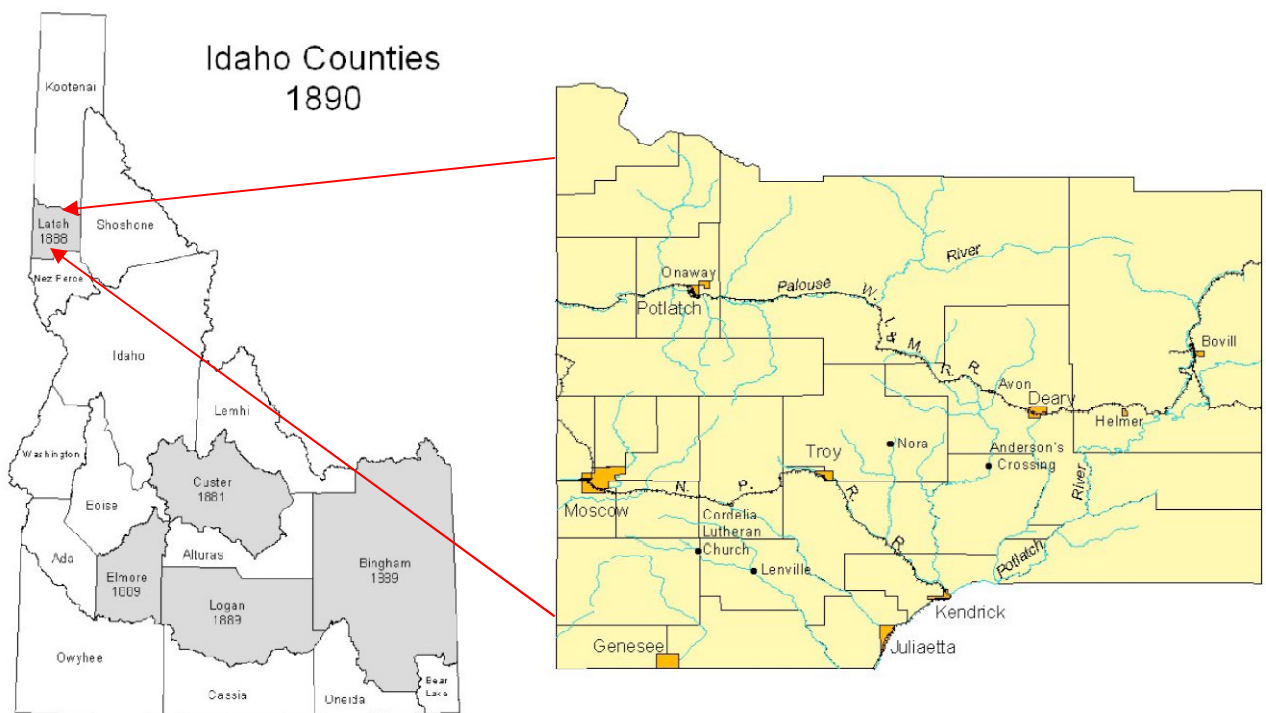 Idaho Counties
1890
Kootenai
Latah
1888
Shoshone
Nez Perce
Idaho
Lemhi
Washington
Custer
1881
Boise
Ada
Alturas
Elmore
1889
Logan
1889
Bingham
1889
Owyhee
Cassia
Oneida
Bear
Lake
River
Onaway
Palouse
W.
Potlatch
I. &
M.
R.
R.
Bovill
Avon
Deary
Helmer
Nora
Anderson's
Crossing
Troy
River
N.
P.
R.
R.
Moscow
Cordelia
Lutheran
Church
Lenville
Potlatch
Kendrick
Genesee
Juliaetta